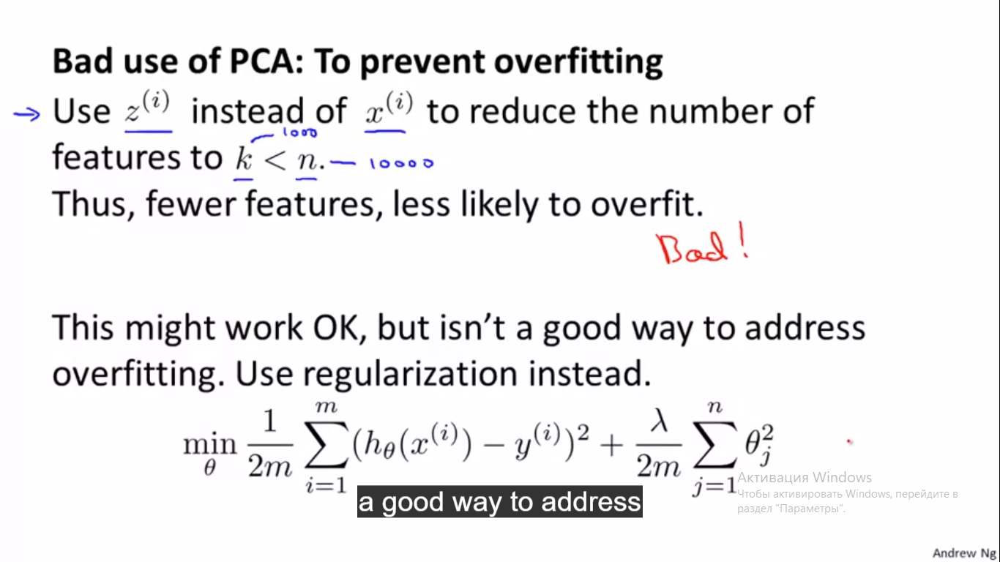 Bad use of PCA: To prevent overfitting
→ Use z^{(i)} instead of x^{(i)} to reduce the number of
1000
features to k < n. — 10000
Thus, fewer features, less likely to overfit.
Bad!
This might work OK, but isn't a good way to address
overfitting. Use regularization instead.
\min_{\theta} \frac{1}{2m} \sum_{i=1}^{m} (h_\theta(x^{(i)}) - y^{(i)})^2 + \frac{\lambda}{2m} \sum_{j=1}^{n} \theta_j^2
a good way to address
Активация Windows
Чтобы активировать Windows, перейдите в
раздел "Параметры".
Andrew Ng